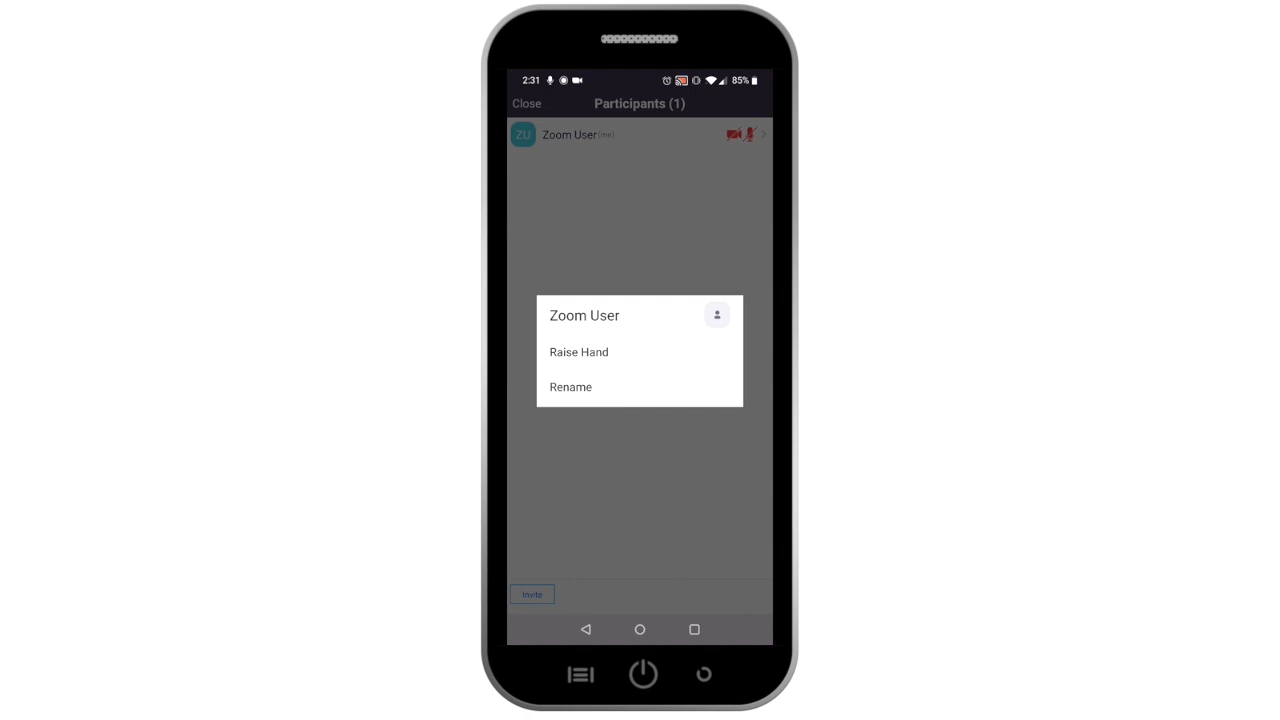 2:31 85%
Close Participants (1)
ZU Zoom User (me)
Zoom User
Raise Hand
Rename
Invite